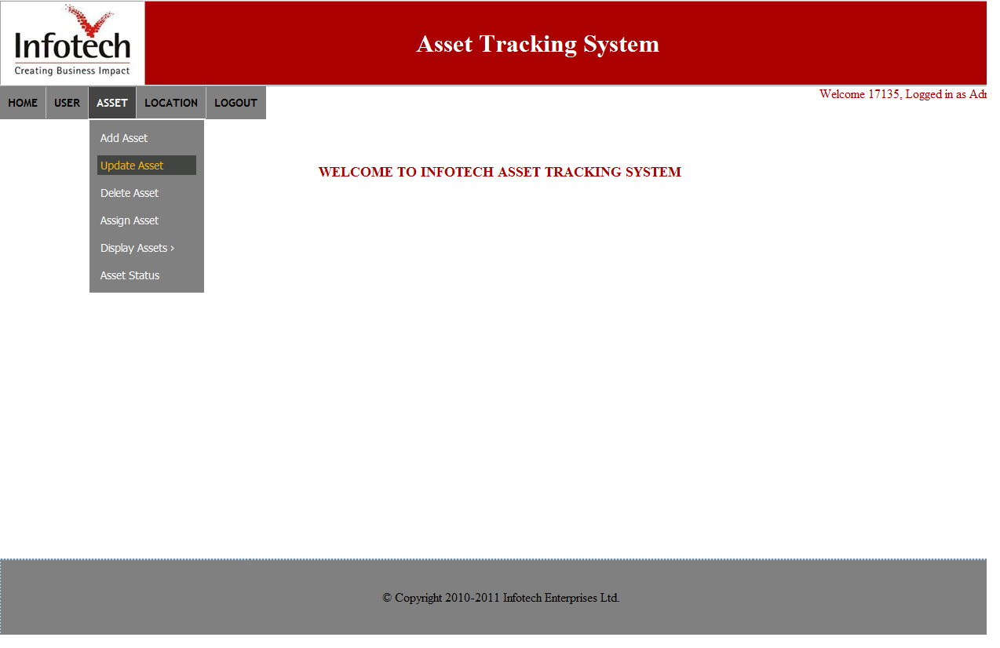 Infotech
Creating Business Impact
Asset Tracking System
HOME USER ASSET LOCATION LOGOUT
Welcome 17135, Logged in as
Add Asset
Update Asset
Delete Asset
Assign Asset
Display Assets ›
Asset Status
WELCOME TO INFOTECH ASSET TRACKING SYSTEM
© Copyright 2010-2011 Infotech Enterprises Ltd.